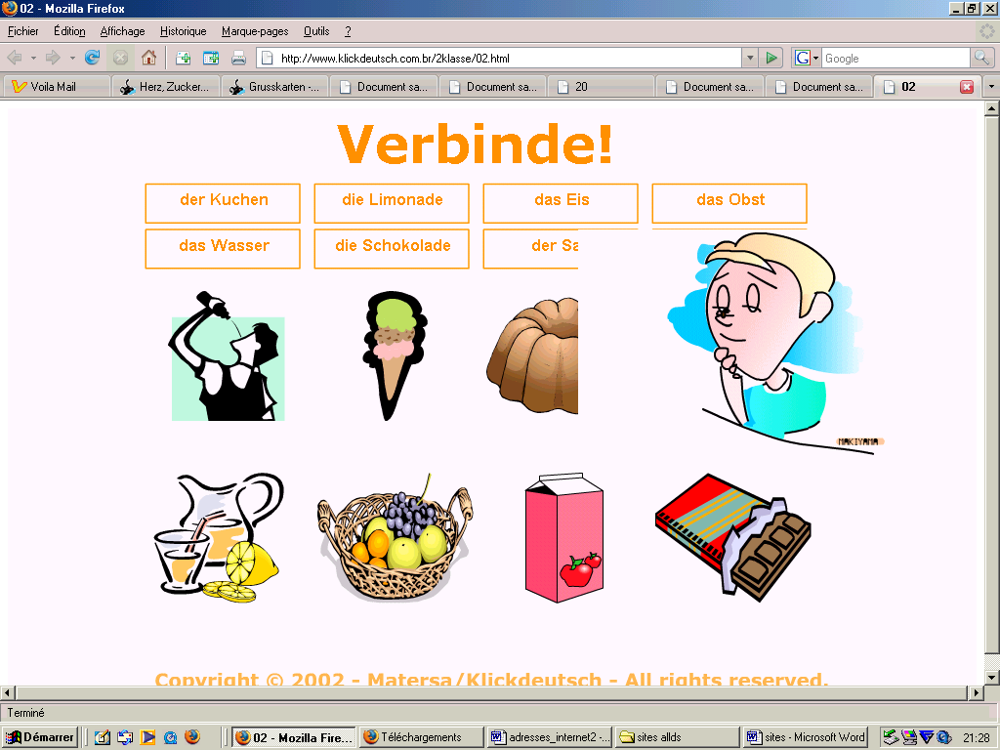 02 - Mozilla Firefox
Fichier Édition Affichage Historique Marque-pages Outils ?
http://www.klickdeutsch.com.br/2klasse/02.html
G Google
Voila Mail Herz, Zucker... Grusskarten -... Document sa... Document sa... 20 Document sa... Document sa... 02
Verbinde!
der Kuchen die Limonade das Eis das Obst
das Wasser die Schokolade der Sa
MAKIYAMA
Copyright © 2002 - Matersa/Klickdeutsch - All rights reserved.
Terminé
Démarrer 02 - Mozilla Fire... Téléchargements adresses_internet2 -... sites allds sites - Microsoft Word 21:28